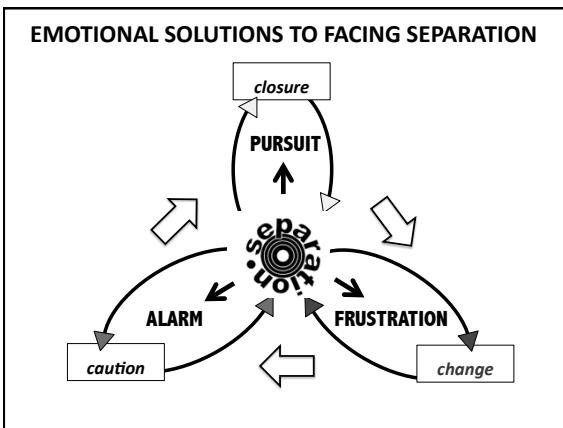 EMOTIONAL SOLUTIONS TO FACING SEPARATION
closure
PURSUIT
separation
ALARM
FRUSTRATION
caution
change